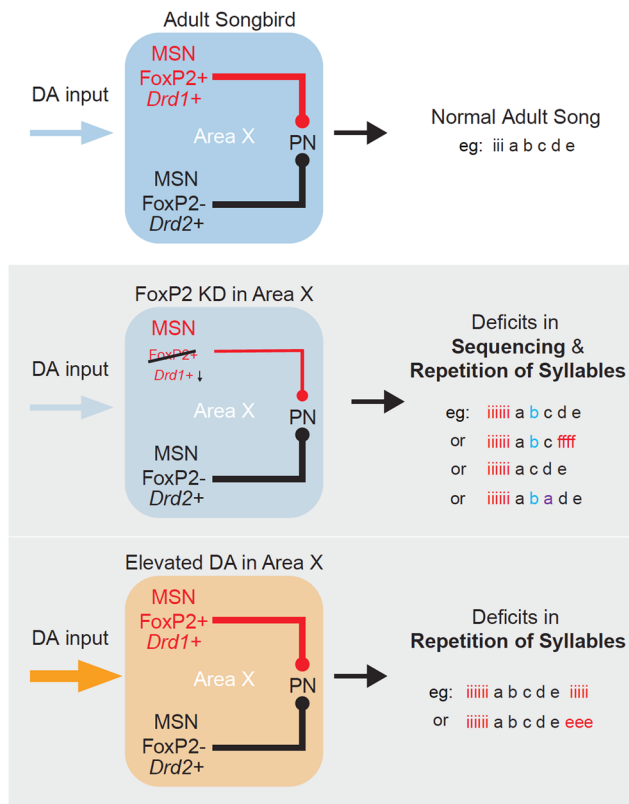 Adult Songbird
MSN
FoxP2+
Drd1+
DA input
Area X
PN
MSN
FoxP2-
Drd2+
Normal Adult Song
eg: iii a b c d e
FoxP2 KD in Area X
MSN
FoxP2+
Drd1+ ↓
DA input
Area X
PN
MSN
FoxP2-
Drd2+
Deficits in
Sequencing &
Repetition of Syllables
eg: iiiiii a b c d e
or iiiiii a b c ffff
or iiiiii a c d e
or iiiiii a b a d e
Elevated DA in Area X
MSN
FoxP2+
Drd1+
DA input
Area X
PN
MSN
FoxP2-
Drd2+
Deficits in
Repetition of Syllables
eg: iiiiii a b c d e iiiii
or iiiiii a b c d e eee